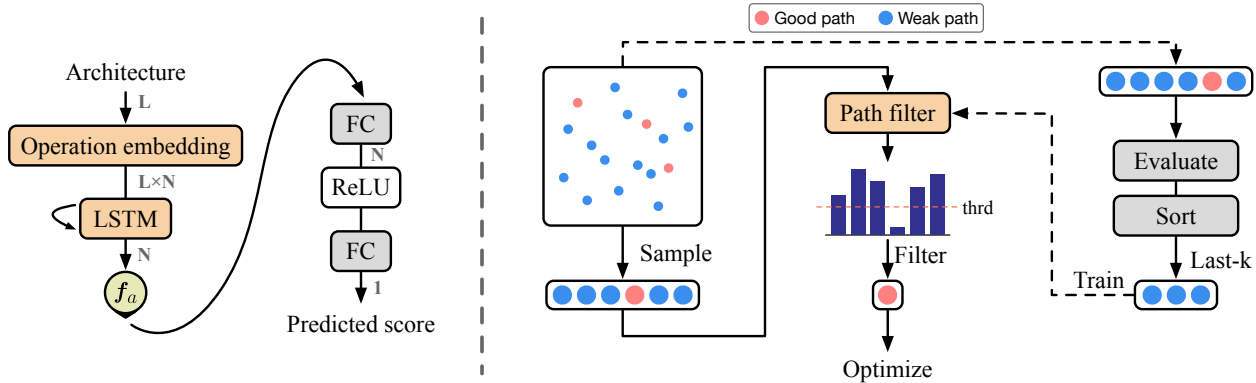 Good path
Weak path
Architecture
L
Operation embedding
L×N
LSTM
N
fₐ
FC
N
ReLU
FC
1
Predicted score
Sample
Path filter
thrd
Filter
Optimize
Evaluate
Sort
Last-k
Train